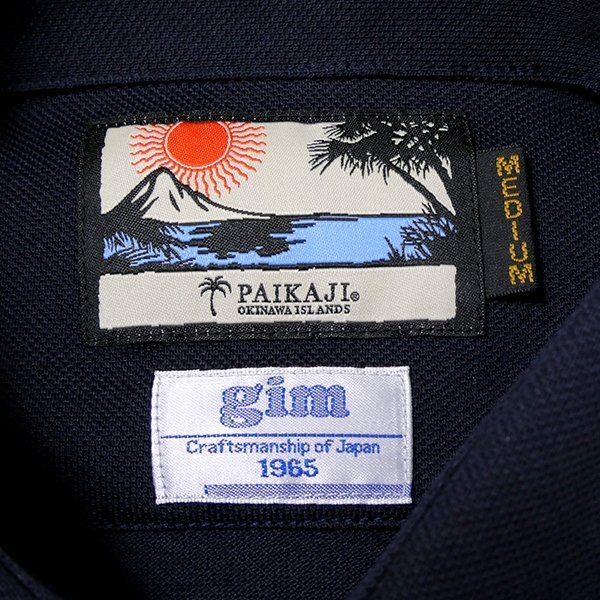 PAIKAJI®
OKINAWA ISLANDS
MEDIUM
gim
Craftsmanship of Japan
1965